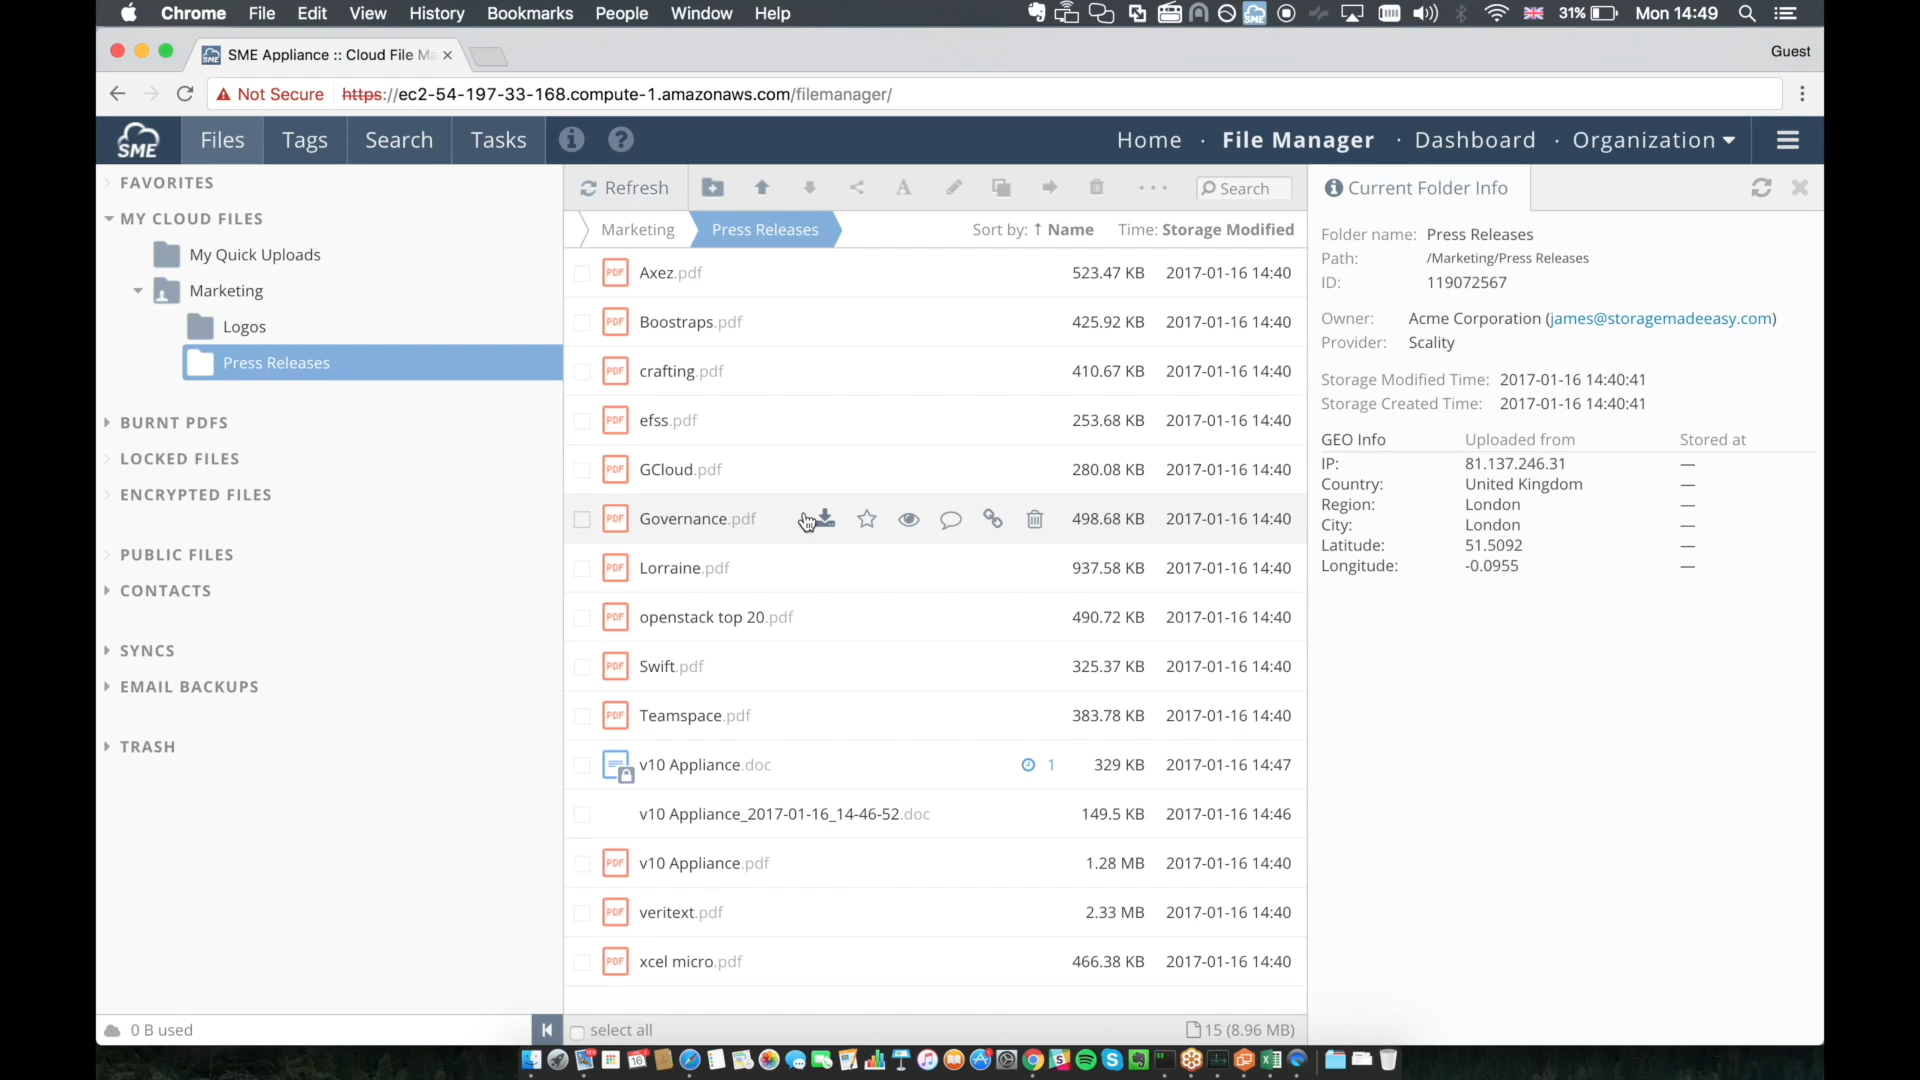 Chrome File Edit View History Bookmarks People Window Help
SME 31% Mon 14:49
SME Appliance :: Cloud File Ma Guest
Not Secure https://ec2-54-197-33-168.compute-1.amazonaws.com/filemanager/
SME Files Tags Search Tasks Home · File Manager · Dashboard · Organization
FAVORITES
MY CLOUD FILES
My Quick Uploads
Marketing
Logos
Press Releases
BURNT PDFS
LOCKED FILES
ENCRYPTED FILES
PUBLIC FILES
CONTACTS
SYNCS
EMAIL BACKUPS
TRASH
0 B used
Refresh A Search
Marketing Press Releases Sort by: ↑ Name Time: Storage Modified
PDF Axez.pdf 523.47 KB 2017-01-16 14:40
PDF Boostraps.pdf 425.92 KB 2017-01-16 14:40
PDF crafting.pdf 410.67 KB 2017-01-16 14:40
PDF efss.pdf 253.68 KB 2017-01-16 14:40
PDF GCloud.pdf 280.08 KB 2017-01-16 14:40
PDF Governance.pdf 498.68 KB 2017-01-16 14:40
PDF Lorraine.pdf 937.58 KB 2017-01-16 14:40
PDF openstack top 20.pdf 490.72 KB 2017-01-16 14:40
PDF Swift.pdf 325.37 KB 2017-01-16 14:40
PDF Teamspace.pdf 383.78 KB 2017-01-16 14:40
v10 Appliance.doc 1 329 KB 2017-01-16 14:47
v10 Appliance_2017-01-16_14-46-52.doc 149.5 KB 2017-01-16 14:46
PDF v10 Appliance.pdf 1.28 MB 2017-01-16 14:40
PDF veritext.pdf 2.33 MB 2017-01-16 14:40
PDF xcel micro.pdf 466.38 KB 2017-01-16 14:40
select all 15 (8.96 MB)
Current Folder Info
Folder name: Press Releases
Path: /Marketing/Press Releases
ID: 119072567
Owner: Acme Corporation (james@storagemadeeasy.com)
Provider: Scality
Storage Modified Time: 2017-01-16 14:40:41
Storage Created Time: 2017-01-16 14:40:41
GEO Info Uploaded from Stored at
IP: 81.137.246.31 —
Country: United Kingdom —
Region: London —
City: London —
Latitude: 51.5092 —
Longitude: -0.0955 —